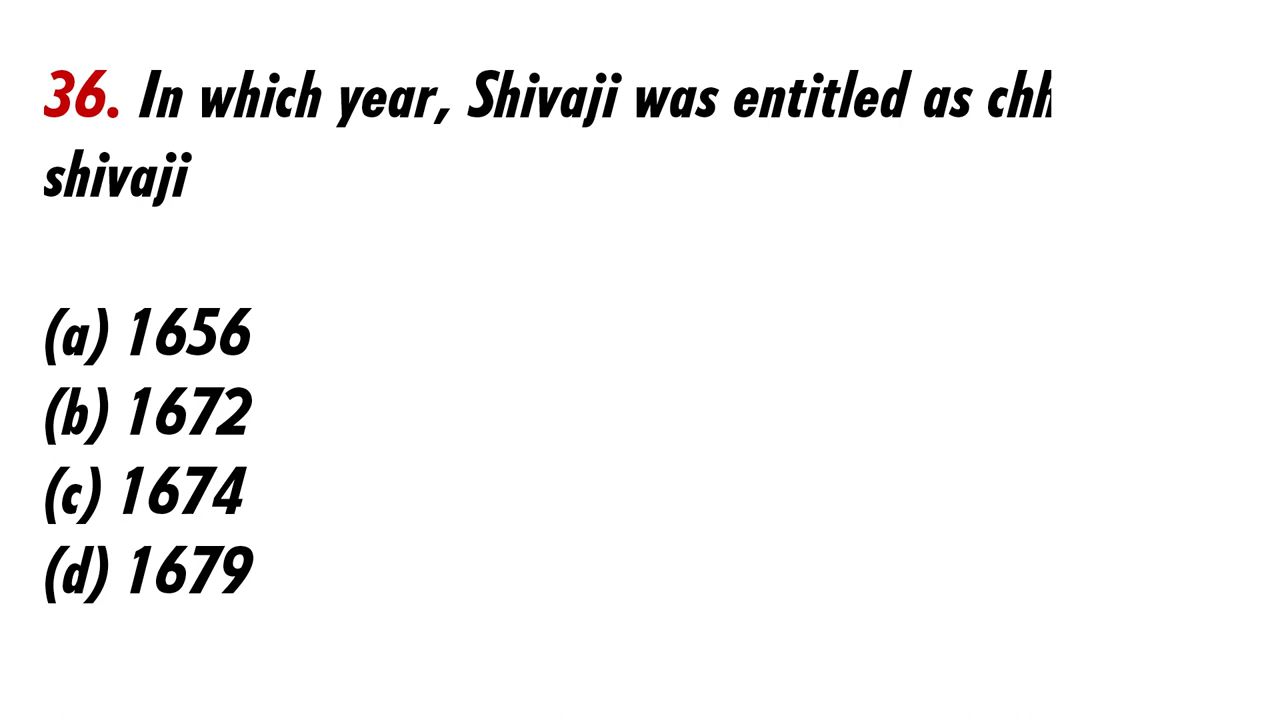 36. In which year, Shivaji was entitled as
shivaji
(a) 1656
(b) 1672
(c) 1674
(d) 1679